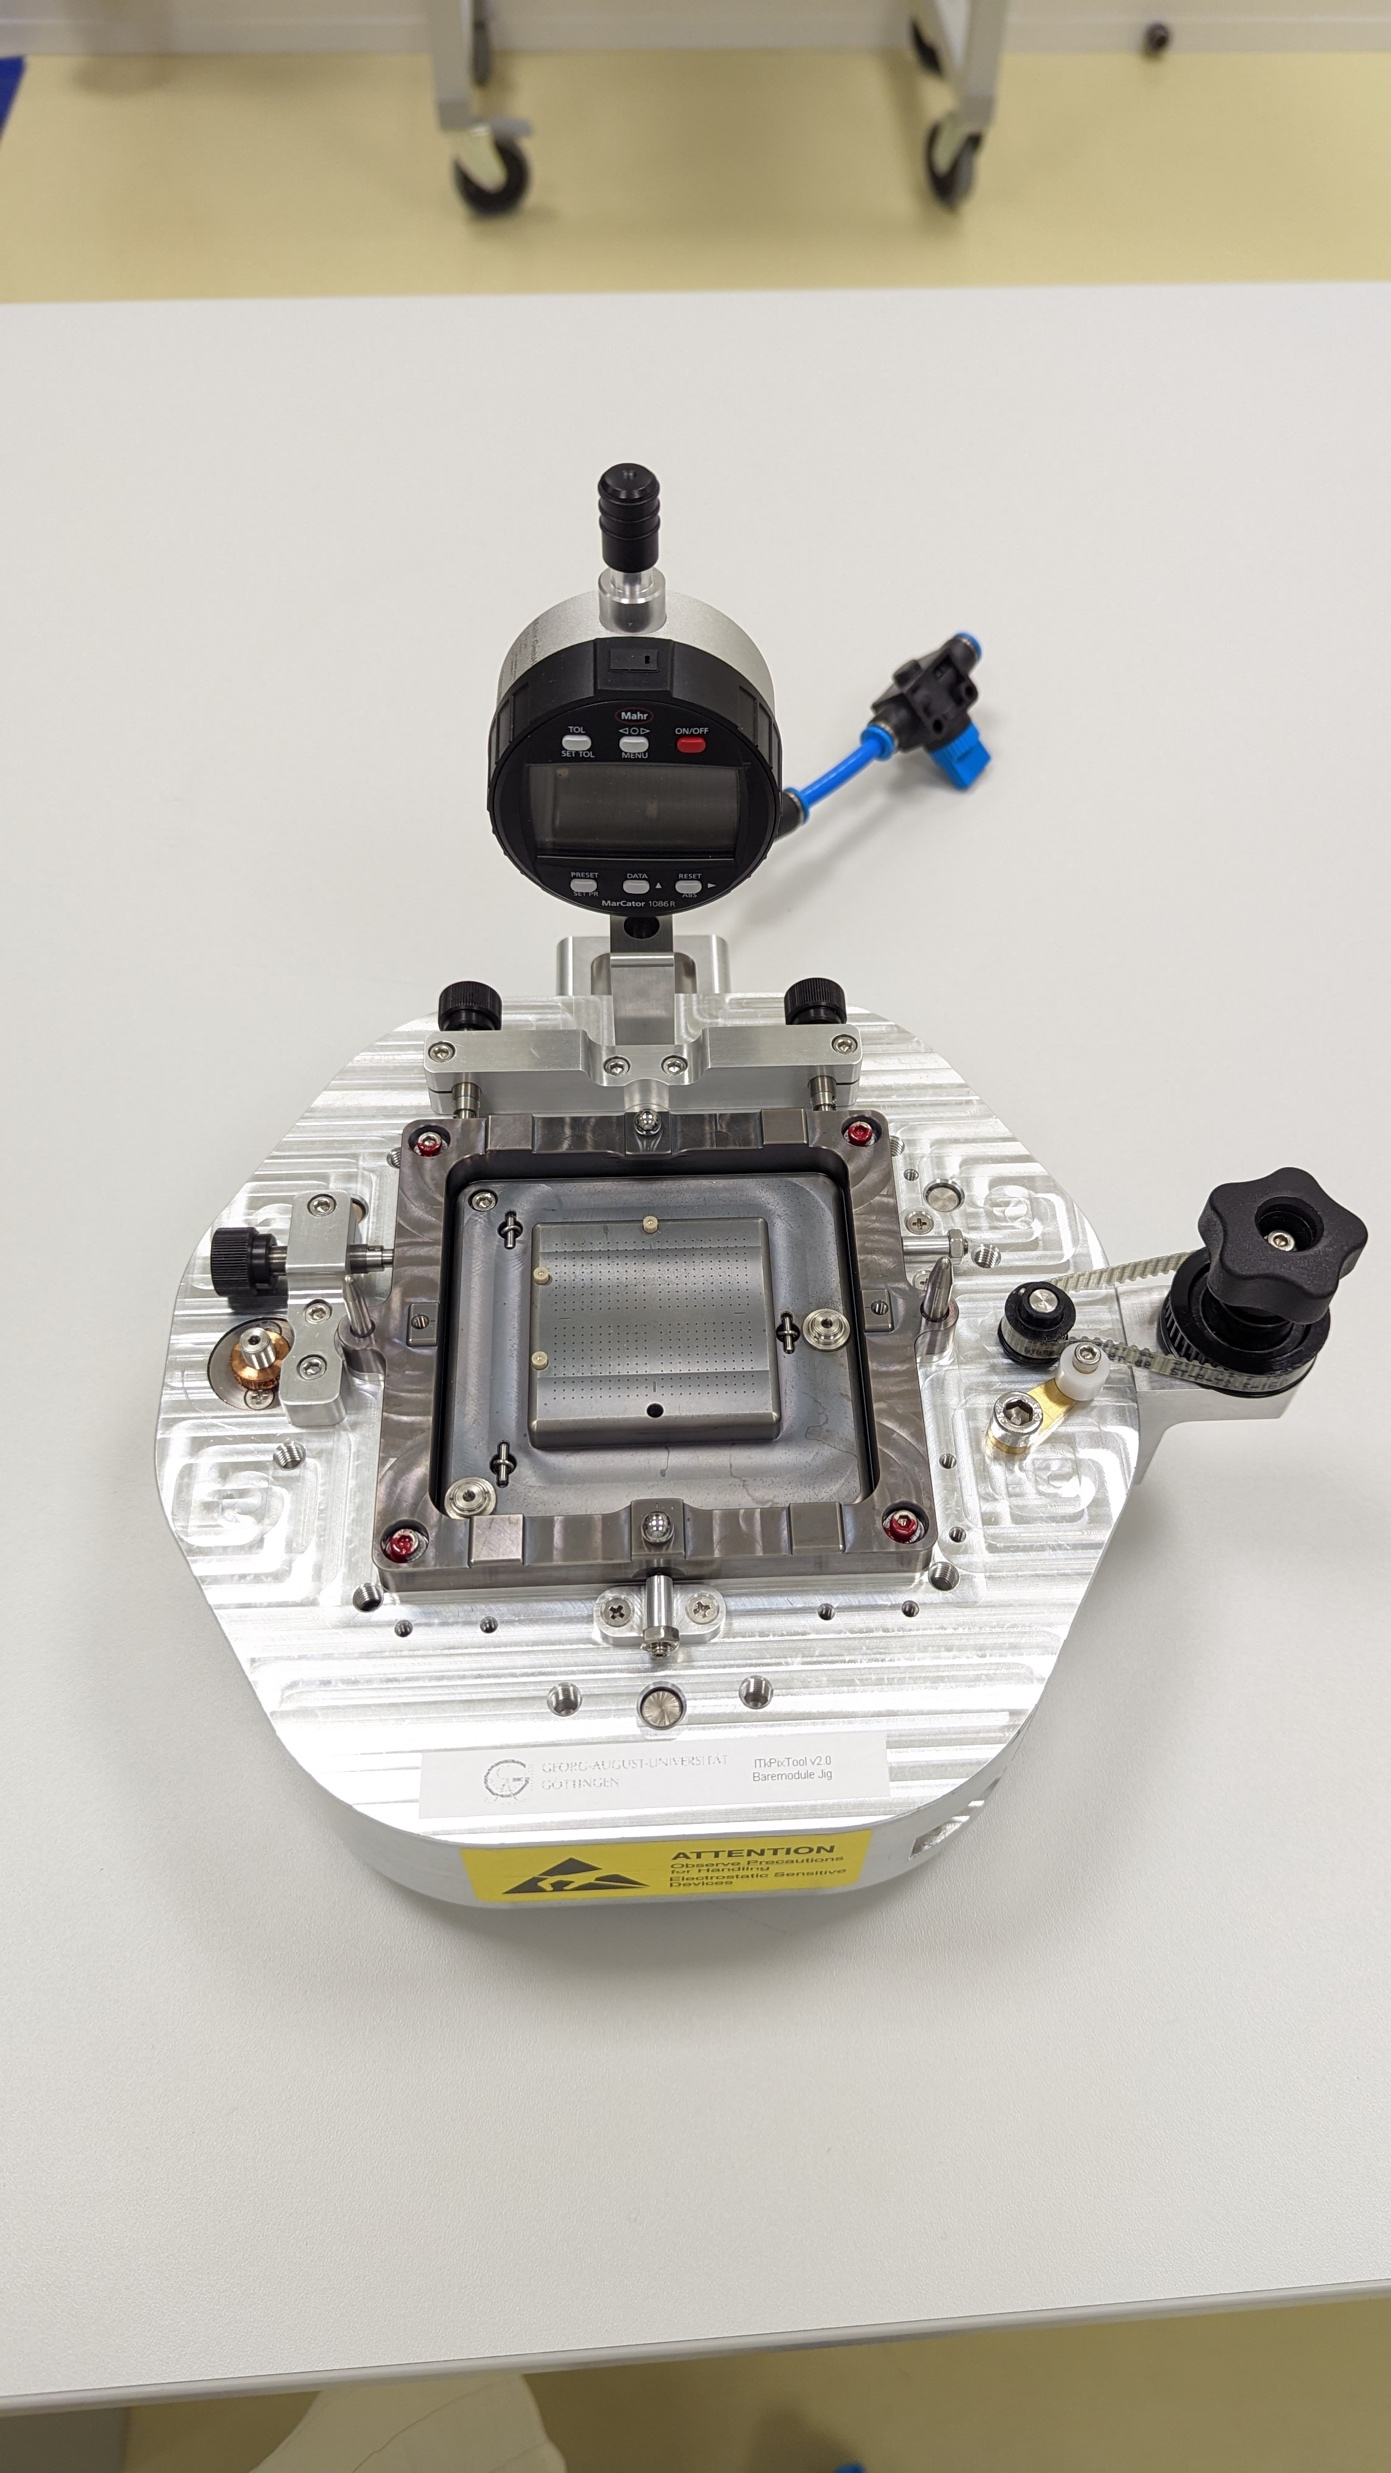 Mahr
TOL
SET TOL
MENU
ON/OFF
PRESET
SET PR
DATA
RESET
ABS
MarCator 1086 R
GEORG-AUGUST-UNIVERSITÄT
GÖTTINGEN
ITkPixTool v2.0
Baremodule Jig
ATTENTION
Observe Precautions
for Handling
Electrostatic Sensitive
Devices